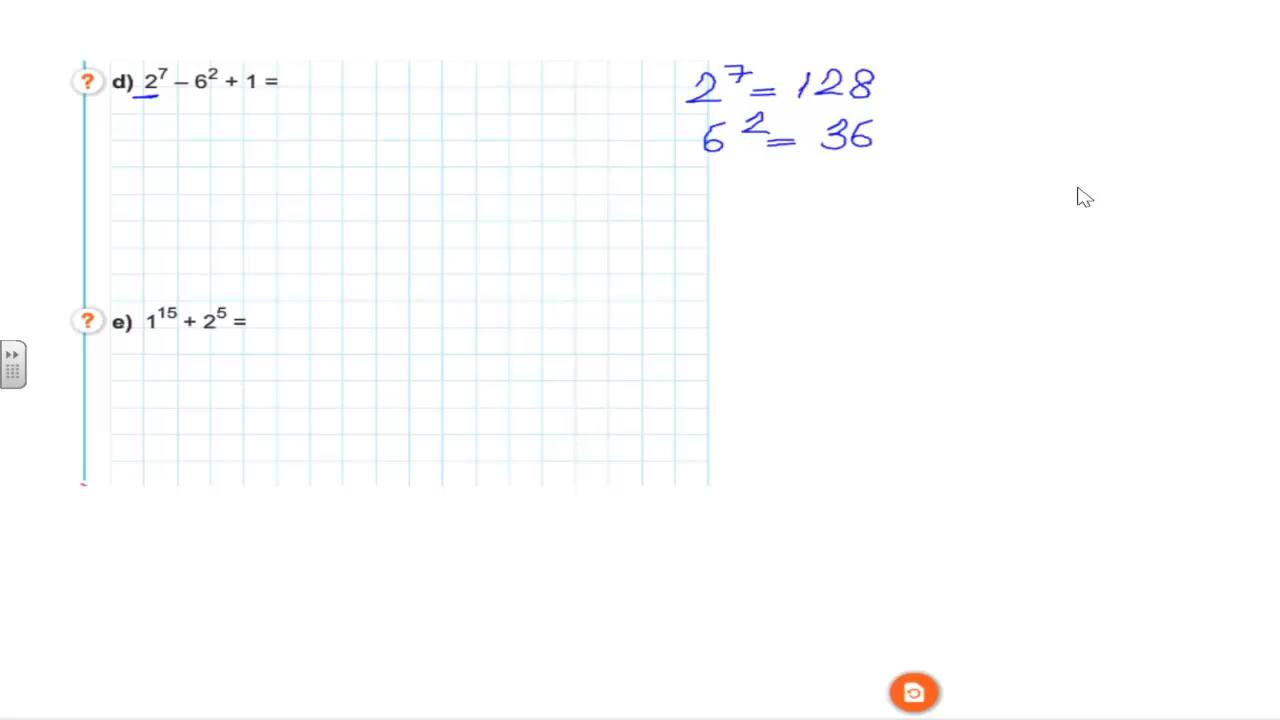 ? d) 2⁷ – 6² + 1 =
2⁷ = 128
6² = 36
? e) 1¹⁵ + 2⁵ =